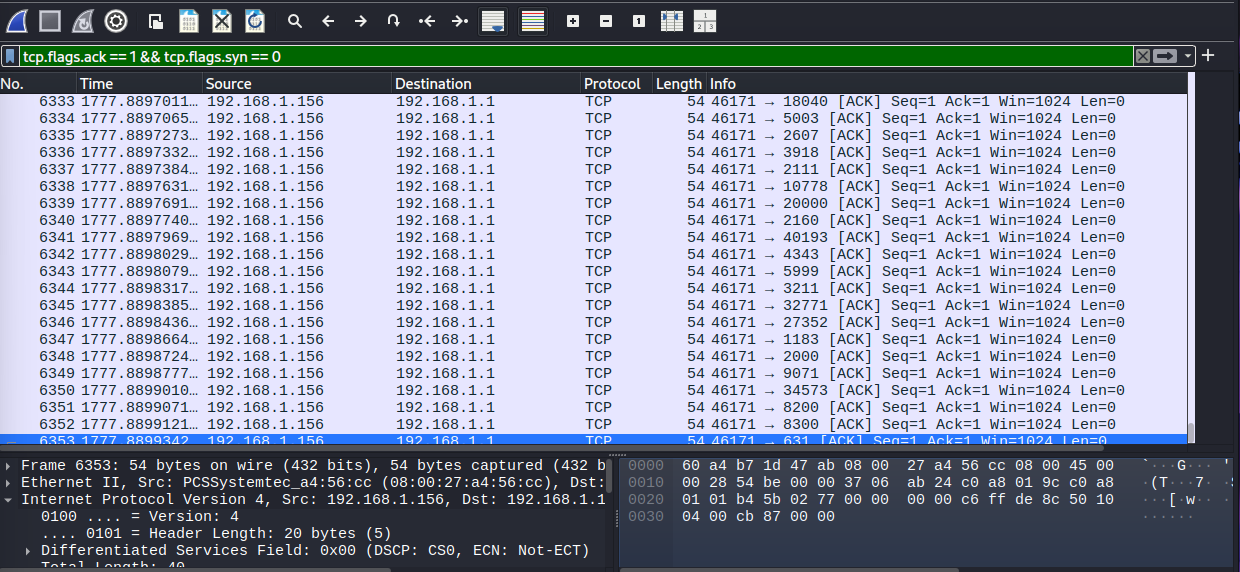 tcp.flags.ack == 1 && tcp.flags.syn == 0
No. Time Source Destination Protocol Length Info
6333 1777.8897011… 192.168.1.156 192.168.1.1 TCP 54 46171 → 18040 [ACK] Seq=1 Ack=1 Win=1024 Len=0
6334 1777.8897065… 192.168.1.156 192.168.1.1 TCP 54 46171 → 5003 [ACK] Seq=1 Ack=1 Win=1024 Len=0
6335 1777.8897273… 192.168.1.156 192.168.1.1 TCP 54 46171 → 2607 [ACK] Seq=1 Ack=1 Win=1024 Len=0
6336 1777.8897332… 192.168.1.156 192.168.1.1 TCP 54 46171 → 3918 [ACK] Seq=1 Ack=1 Win=1024 Len=0
6337 1777.8897384… 192.168.1.156 192.168.1.1 TCP 54 46171 → 2111 [ACK] Seq=1 Ack=1 Win=1024 Len=0
6338 1777.8897631… 192.168.1.156 192.168.1.1 TCP 54 46171 → 10778 [ACK] Seq=1 Ack=1 Win=1024 Len=0
6339 1777.8897691… 192.168.1.156 192.168.1.1 TCP 54 46171 → 20000 [ACK] Seq=1 Ack=1 Win=1024 Len=0
6340 1777.8897740… 192.168.1.156 192.168.1.1 TCP 54 46171 → 2160 [ACK] Seq=1 Ack=1 Win=1024 Len=0
6341 1777.8897969… 192.168.1.156 192.168.1.1 TCP 54 46171 → 40193 [ACK] Seq=1 Ack=1 Win=1024 Len=0
6342 1777.8898029… 192.168.1.156 192.168.1.1 TCP 54 46171 → 4343 [ACK] Seq=1 Ack=1 Win=1024 Len=0
6343 1777.8898079… 192.168.1.156 192.168.1.1 TCP 54 46171 → 5999 [ACK] Seq=1 Ack=1 Win=1024 Len=0
6344 1777.8898317… 192.168.1.156 192.168.1.1 TCP 54 46171 → 3211 [ACK] Seq=1 Ack=1 Win=1024 Len=0
6345 1777.8898385… 192.168.1.156 192.168.1.1 TCP 54 46171 → 32771 [ACK] Seq=1 Ack=1 Win=1024 Len=0
6346 1777.8898436… 192.168.1.156 192.168.1.1 TCP 54 46171 → 27352 [ACK] Seq=1 Ack=1 Win=1024 Len=0
6347 1777.8898664… 192.168.1.156 192.168.1.1 TCP 54 46171 → 1183 [ACK] Seq=1 Ack=1 Win=1024 Len=0
6348 1777.8898724… 192.168.1.156 192.168.1.1 TCP 54 46171 → 2000 [ACK] Seq=1 Ack=1 Win=1024 Len=0
6349 1777.8898777… 192.168.1.156 192.168.1.1 TCP 54 46171 → 9071 [ACK] Seq=1 Ack=1 Win=1024 Len=0
6350 1777.8899010… 192.168.1.156 192.168.1.1 TCP 54 46171 → 34573 [ACK] Seq=1 Ack=1 Win=1024 Len=0
6351 1777.8899071… 192.168.1.156 192.168.1.1 TCP 54 46171 → 8200 [ACK] Seq=1 Ack=1 Win=1024 Len=0
6352 1777.8899121… 192.168.1.156 192.168.1.1 TCP 54 46171 → 8300 [ACK] Seq=1 Ack=1 Win=1024 Len=0
6353 1777.8899342… 192.168.1.156 192.168.1.1 TCP 54 46171 → 631 [ACK] Seq=1 Ack=1 Win=1024 Len=0
Frame 6353: 54 bytes on wire (432 bits), 54 bytes captured (432 b
Ethernet II, Src: PCSSystemtec_a4:56:cc (08:00:27:a4:56:cc), Dst:
Internet Protocol Version 4, Src: 192.168.1.156, Dst: 192.168.1.1
0100 .... = Version: 4
.... 0101 = Header Length: 20 bytes (5)
Differentiated Services Field: 0x00 (DSCP: CS0, ECN: Not-ECT)
Total Length: 40
0000 60 a4 b7 1d 47 ab 08 00 27 a4 56 cc 08 00 45 00 `···G··· '
0010 00 28 54 be 00 00 37 06 ab 24 c0 a8 01 9c c0 a8 ·(T···7·
0020 01 01 b4 5b 02 77 00 00 00 00 c6 ff de 8c 50 10 ···[·w··
0030 04 00 cb 87 00 00 ······